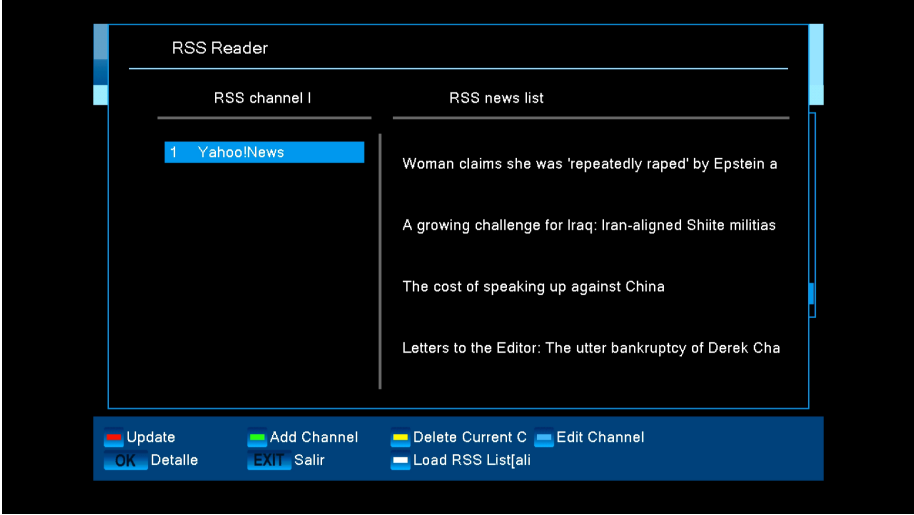 RSS Reader
RSS channel l
RSS news list
1 Yahoo!News
Woman claims she was 'repeatedly raped' by Epstein a
A growing challenge for Iraq: Iran-aligned Shiite militias
The cost of speaking up against China
Letters to the Editor: The utter bankruptcy of Derek Cha
Update Add Channel Delete Current C Edit Channel
OK Detalle EXIT Salir Load RSS List[ali